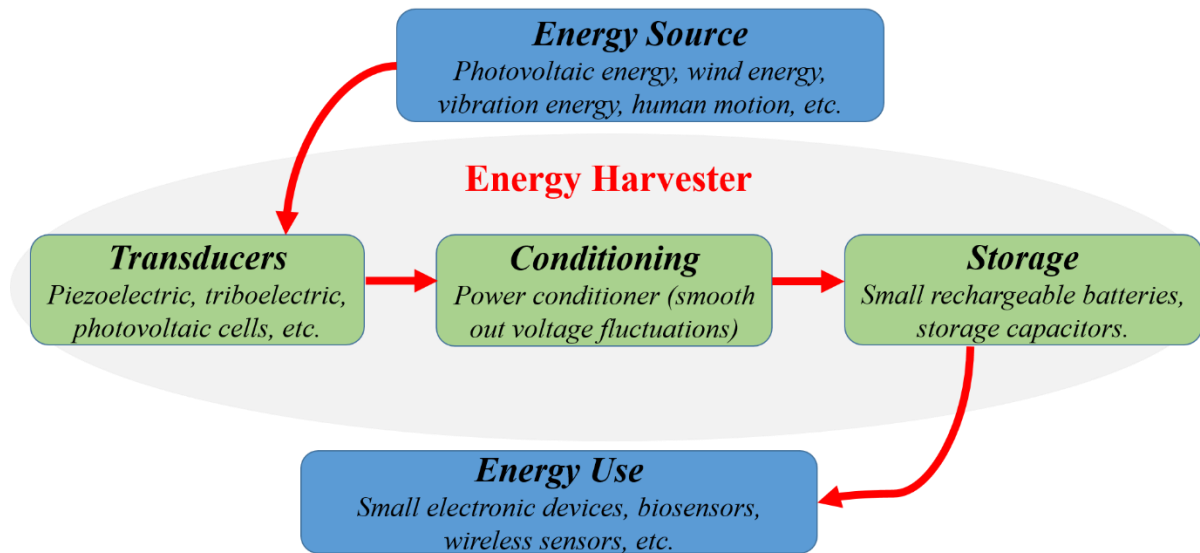 Energy Source
Photovoltaic energy, wind energy,
vibration energy, human motion, etc.
Energy Harvester
Transducers
Piezoelectric, triboelectric,
photovoltaic cells, etc.
Conditioning
Power conditioner (smooth
out voltage fluctuations)
Storage
Small rechargeable batteries,
storage capacitors.
Energy Use
Small electronic devices, biosensors,
wireless sensors, etc.